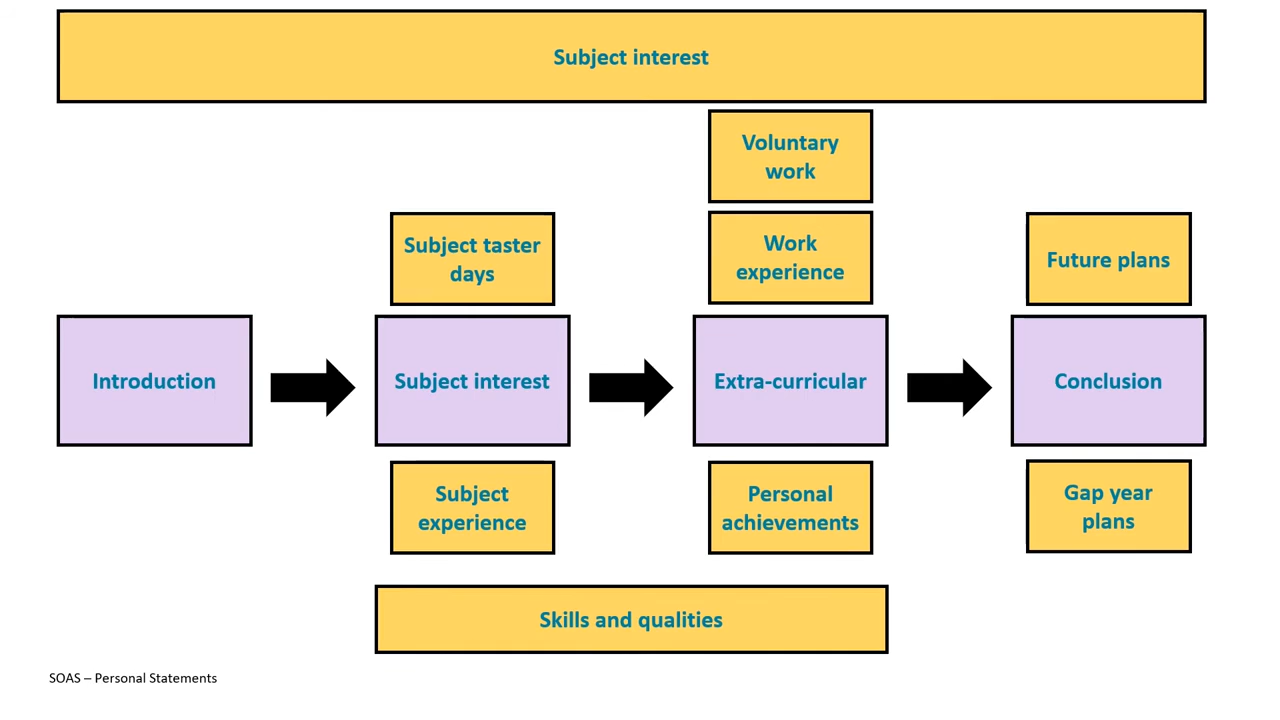 Subject interest
Voluntary
work
Subject taster
days
Work
experience
Future plans
Introduction
Subject interest
Extra-curricular
Conclusion
Subject
experience
Personal
achievements
Gap year
plans
Skills and qualities
SOAS – Personal Statements